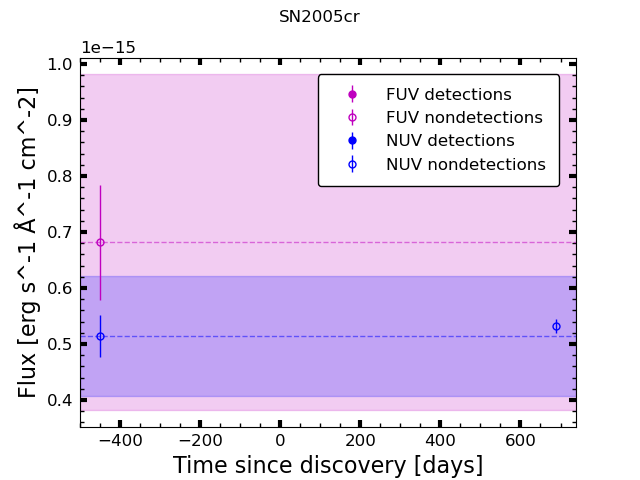 SN2005cr
1e−15
1.0
0.9
0.8
0.7
0.6
0.5
0.4
Flux [erg s^-1 Å^-1 cm^-2]
FUV detections
FUV nondetections
NUV detections
NUV nondetections
−400 −200 0 200 400 600
Time since discovery [days]